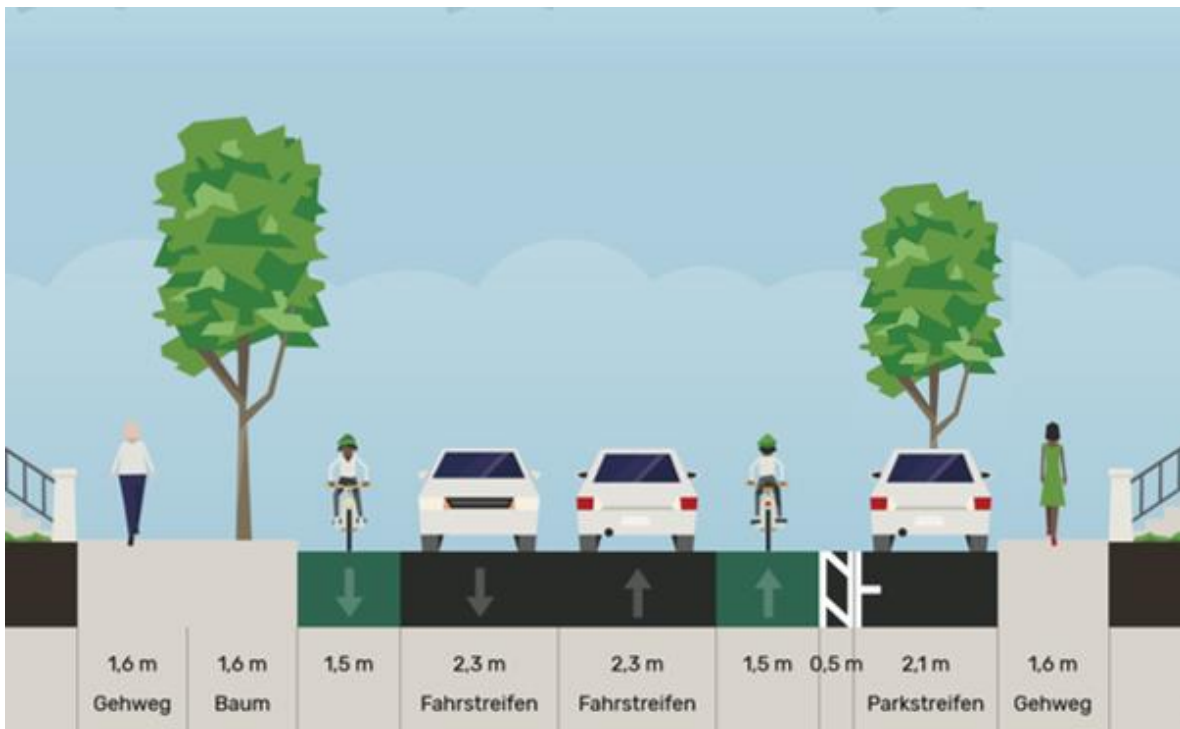 1,6 m
Gehweg
1,6 m
Baum
1,5 m
2,3 m
Fahrstreifen
2,3 m
Fahrstreifen
1,5 m
0,5 m
2,1 m
Parkstreifen
1,6 m
Gehweg